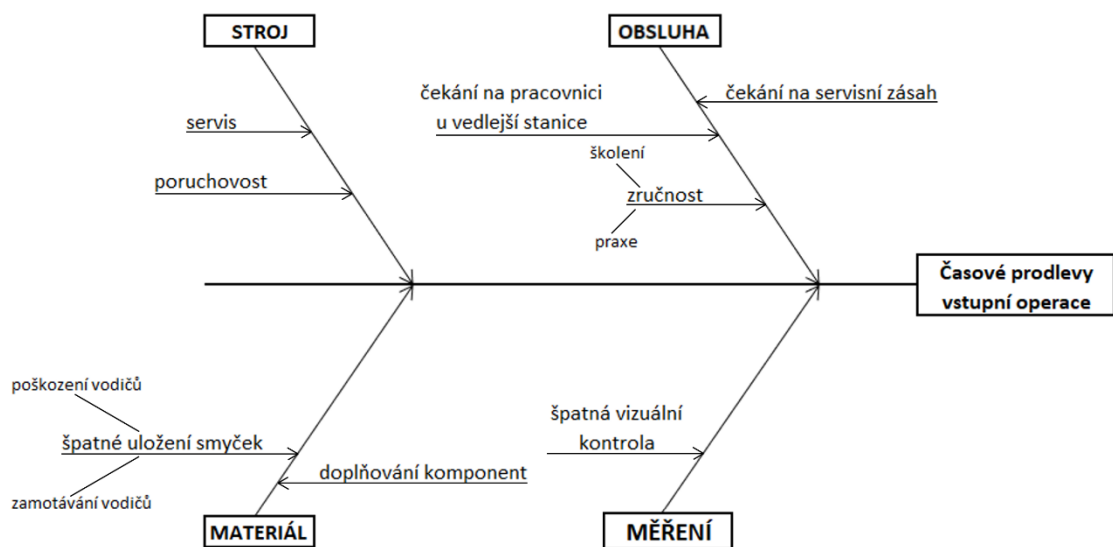 STROJ
OBSLUHA
čekání na pracovnici
u vedlejší stanice
čekání na servisní zásah
servis
školení
poruchovost
zručnost
praxe
Časové prodlevy
vstupní operace
poškození vodičů
špatné uložení smyček
zamotávání vodičů
doplňování komponent
špatná vizuální
kontrola
MATERIÁL
MĚŘENÍ